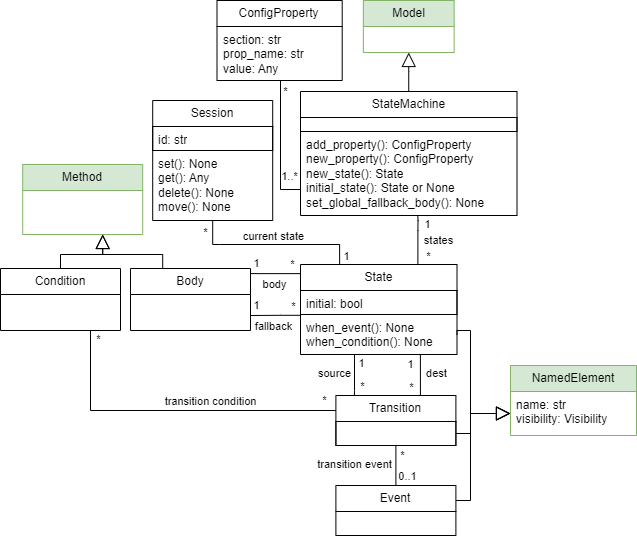 ConfigProperty
section: str
prop_name: str
value: Any
*
Model
StateMachine
add_property(): ConfigProperty
new_property(): ConfigProperty
new_state(): State
initial_state(): State or None
set_global_fallback_body(): None
1..*
Session
id: str
set(): None
get(): Any
delete(): None
move(): None
*
current state
1
1
states
*
Method
Condition
Body
1
*
body
1
*
fallback
State
initial: bool
when_event(): None
when_condition(): None
*
1
source
*
1
dest
*
NamedElement
name: str
visibility: Visibility
transition condition
*
Transition
*
transition event
0..1
Event